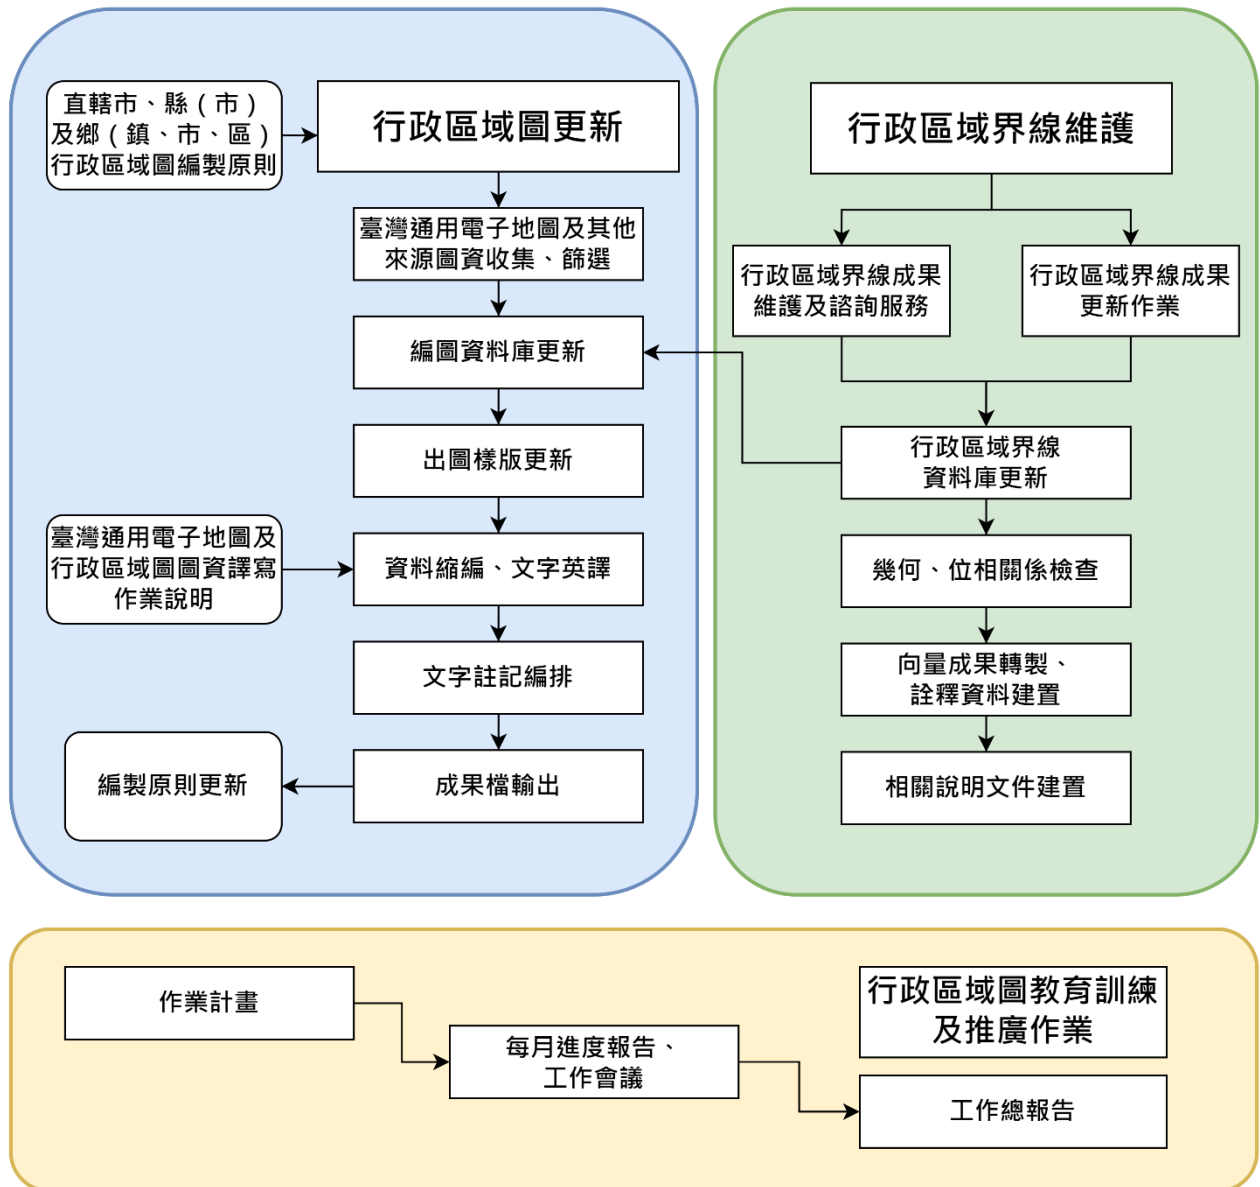 直轄市、縣（市）
及鄉（鎮、市、區）
行政區域圖編製原則
行政區域圖更新
臺灣通用電子地圖及其他
來源圖資收集、篩選
編圖資料庫更新
出圖樣版更新
臺灣通用電子地圖及
行政區域圖圖資譯寫
作業說明
資料縮編、文字英譯
文字註記編排
成果檔輸出
編製原則更新
行政區域界線維護
行政區域界線成果
維護及諮詢服務
行政區域界線成果
更新作業
行政區域界線
資料庫更新
幾何、位相關係檢查
向量成果轉製、
詮釋資料建置
相關說明文件建置
作業計畫
每月進度報告、
工作會議
行政區域圖教育訓練
及推廣作業
工作總報告